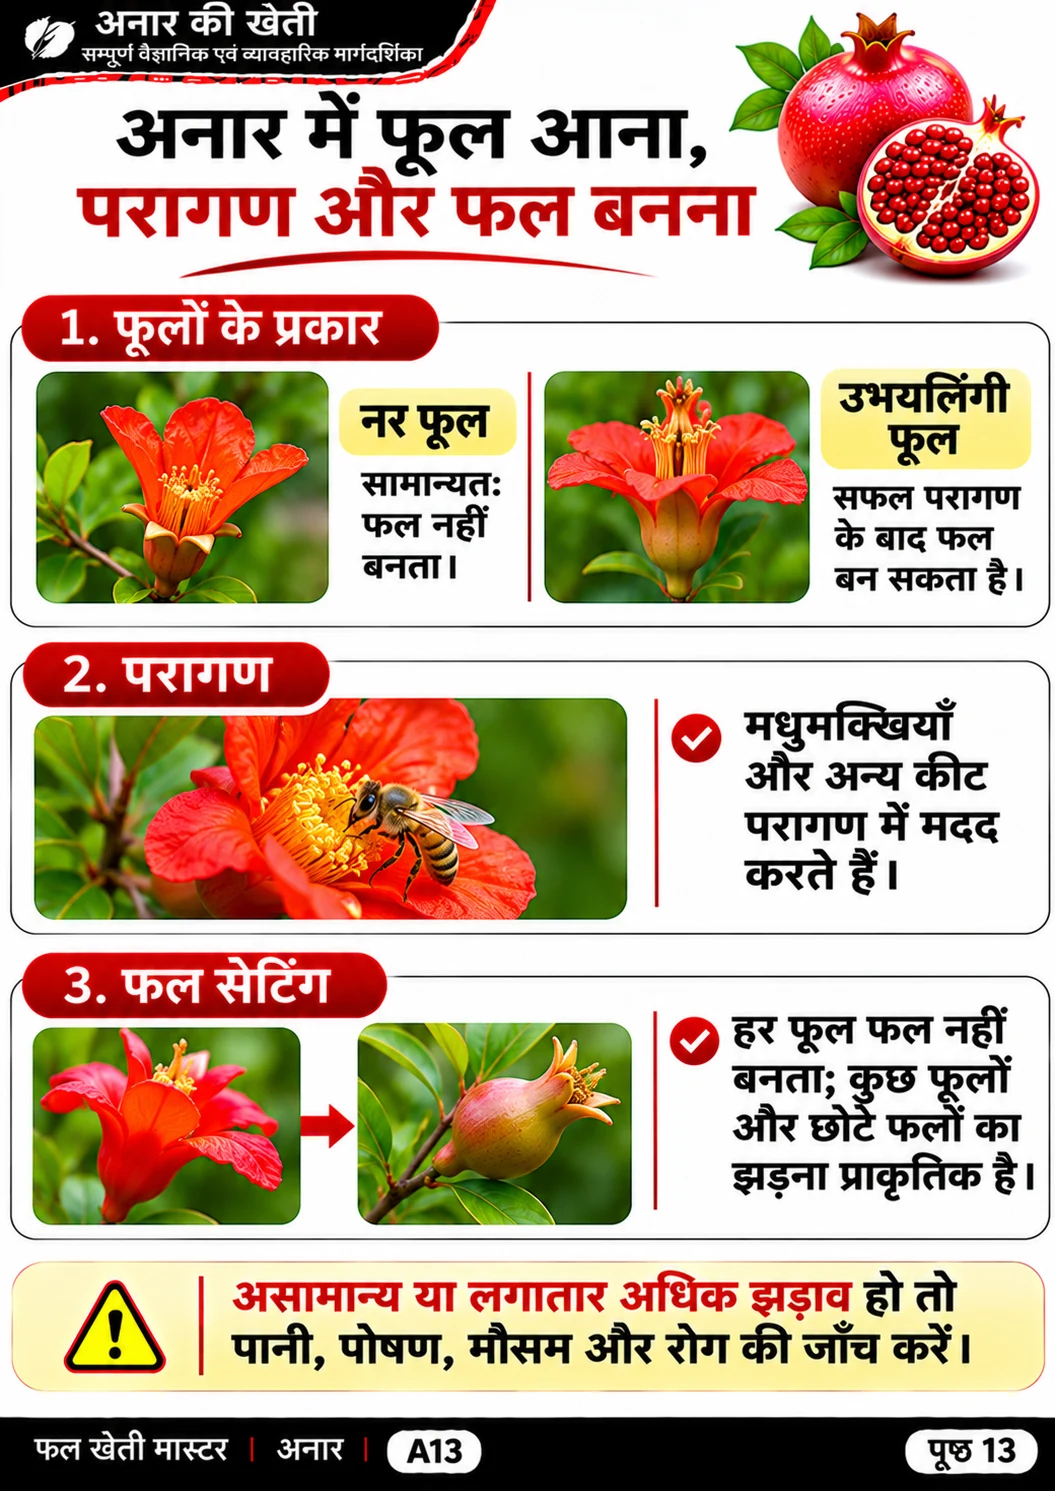 अनार की खेती
सम्पूर्ण वैज्ञानिक एवं व्यावहारिक मार्गदर्शिका
अनार में फूल आना,
परागण और फल बनना
1. फूलों के प्रकार
नर फूल
सामान्यतः
फल नहीं
बनता।
उभयलिंगी
फूल
सफल परागण
के बाद फल
बन सकता है।
2. परागण
मधुमक्खियाँ
और अन्य कीट
परागण में मदद
करते हैं।
3. फल सेटिंग
हर फूल फल नहीं
बनता; कुछ फूलों
और छोटे फलों का
झड़ना प्राकृतिक है।
असामान्य या लगातार अधिक झड़ाव हो तो
पानी, पोषण, मौसम और रोग की जाँच करें।
फल खेती मास्टर | अनार | A13
पृष्ठ 13